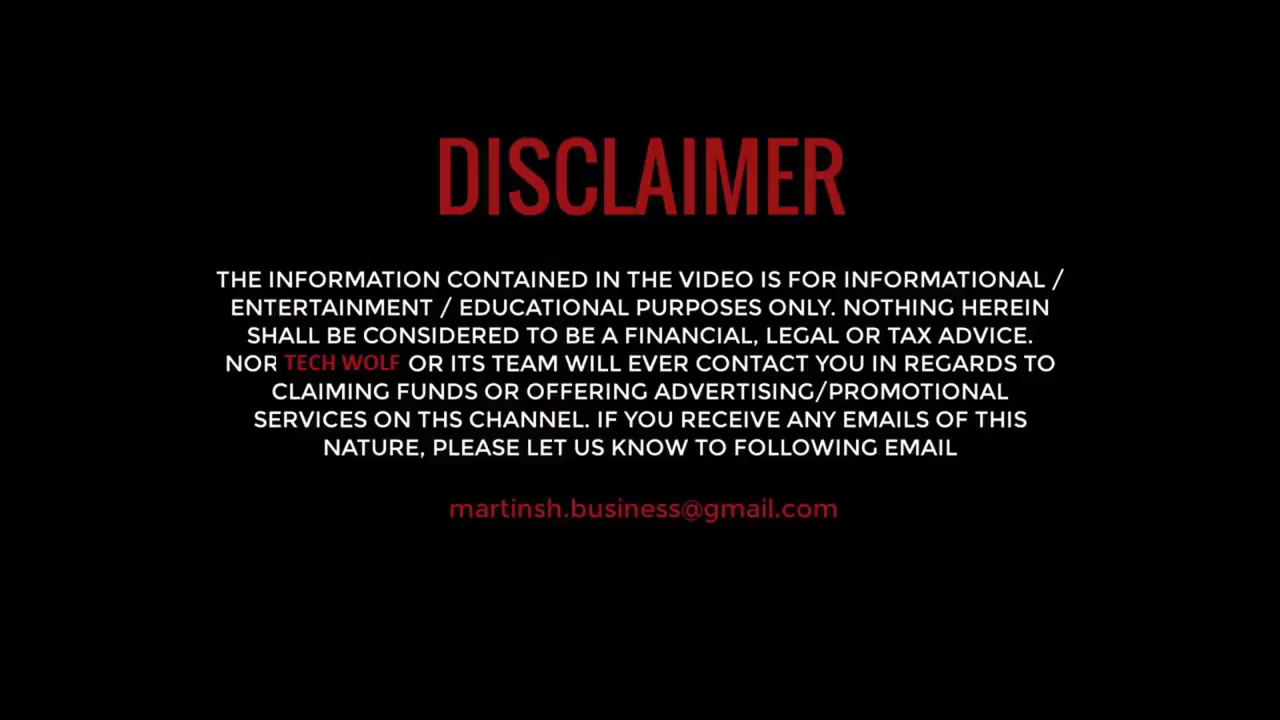 DISCLAIMER
THE INFORMATION CONTAINED IN THE VIDEO IS FOR INFORMATIONAL /
ENTERTAINMENT / EDUCATIONAL PURPOSES ONLY. NOTHING HEREIN
SHALL BE CONSIDERED TO BE A FINANCIAL, LEGAL OR TAX ADVICE.
NOR TECH WOLF OR ITS TEAM WILL EVER CONTACT YOU IN REGARDS TO
CLAIMING FUNDS OR OFFERING ADVERTISING/PROMOTIONAL
SERVICES ON THS CHANNEL. IF YOU RECEIVE ANY EMAILS OF THIS
NATURE, PLEASE LET US KNOW TO FOLLOWING EMAIL
martinsh.business@gmail.com